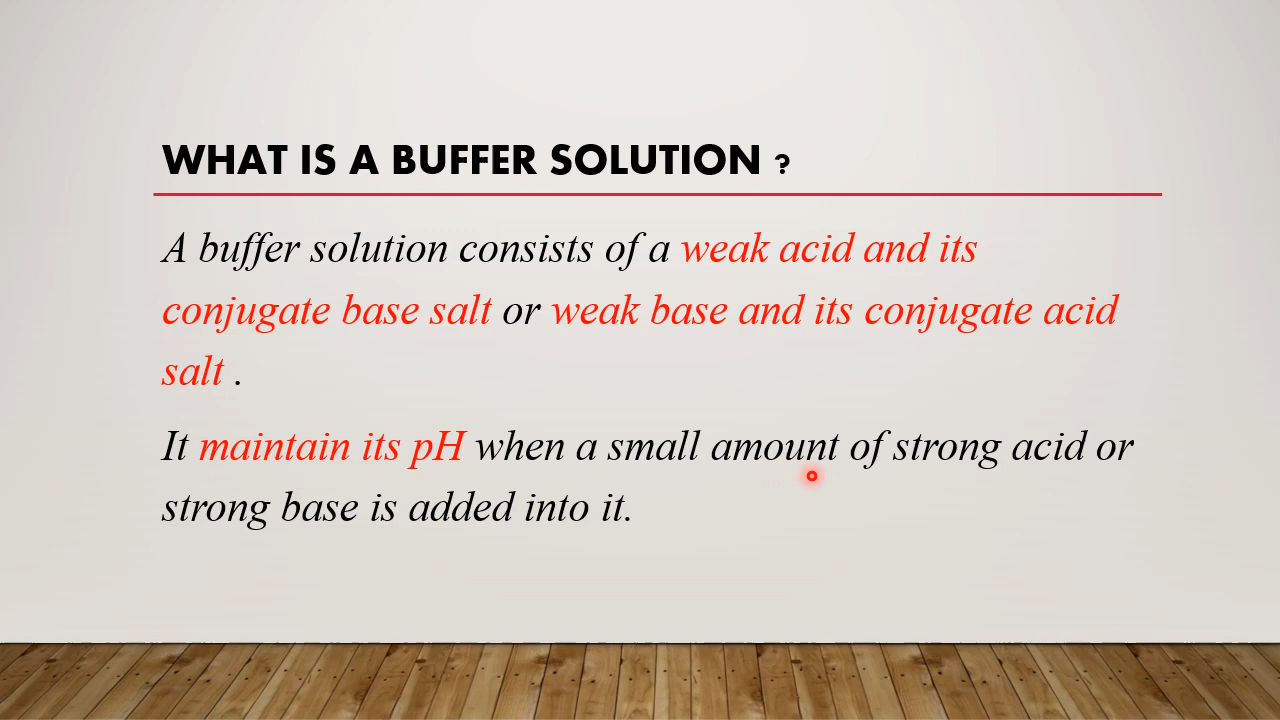 WHAT IS A BUFFER SOLUTION ?
A buffer solution consists of a weak acid and its
conjugate base salt or weak base and its conjugate acid
salt .
It maintain its pH when a small amount of strong acid or
strong base is added into it.